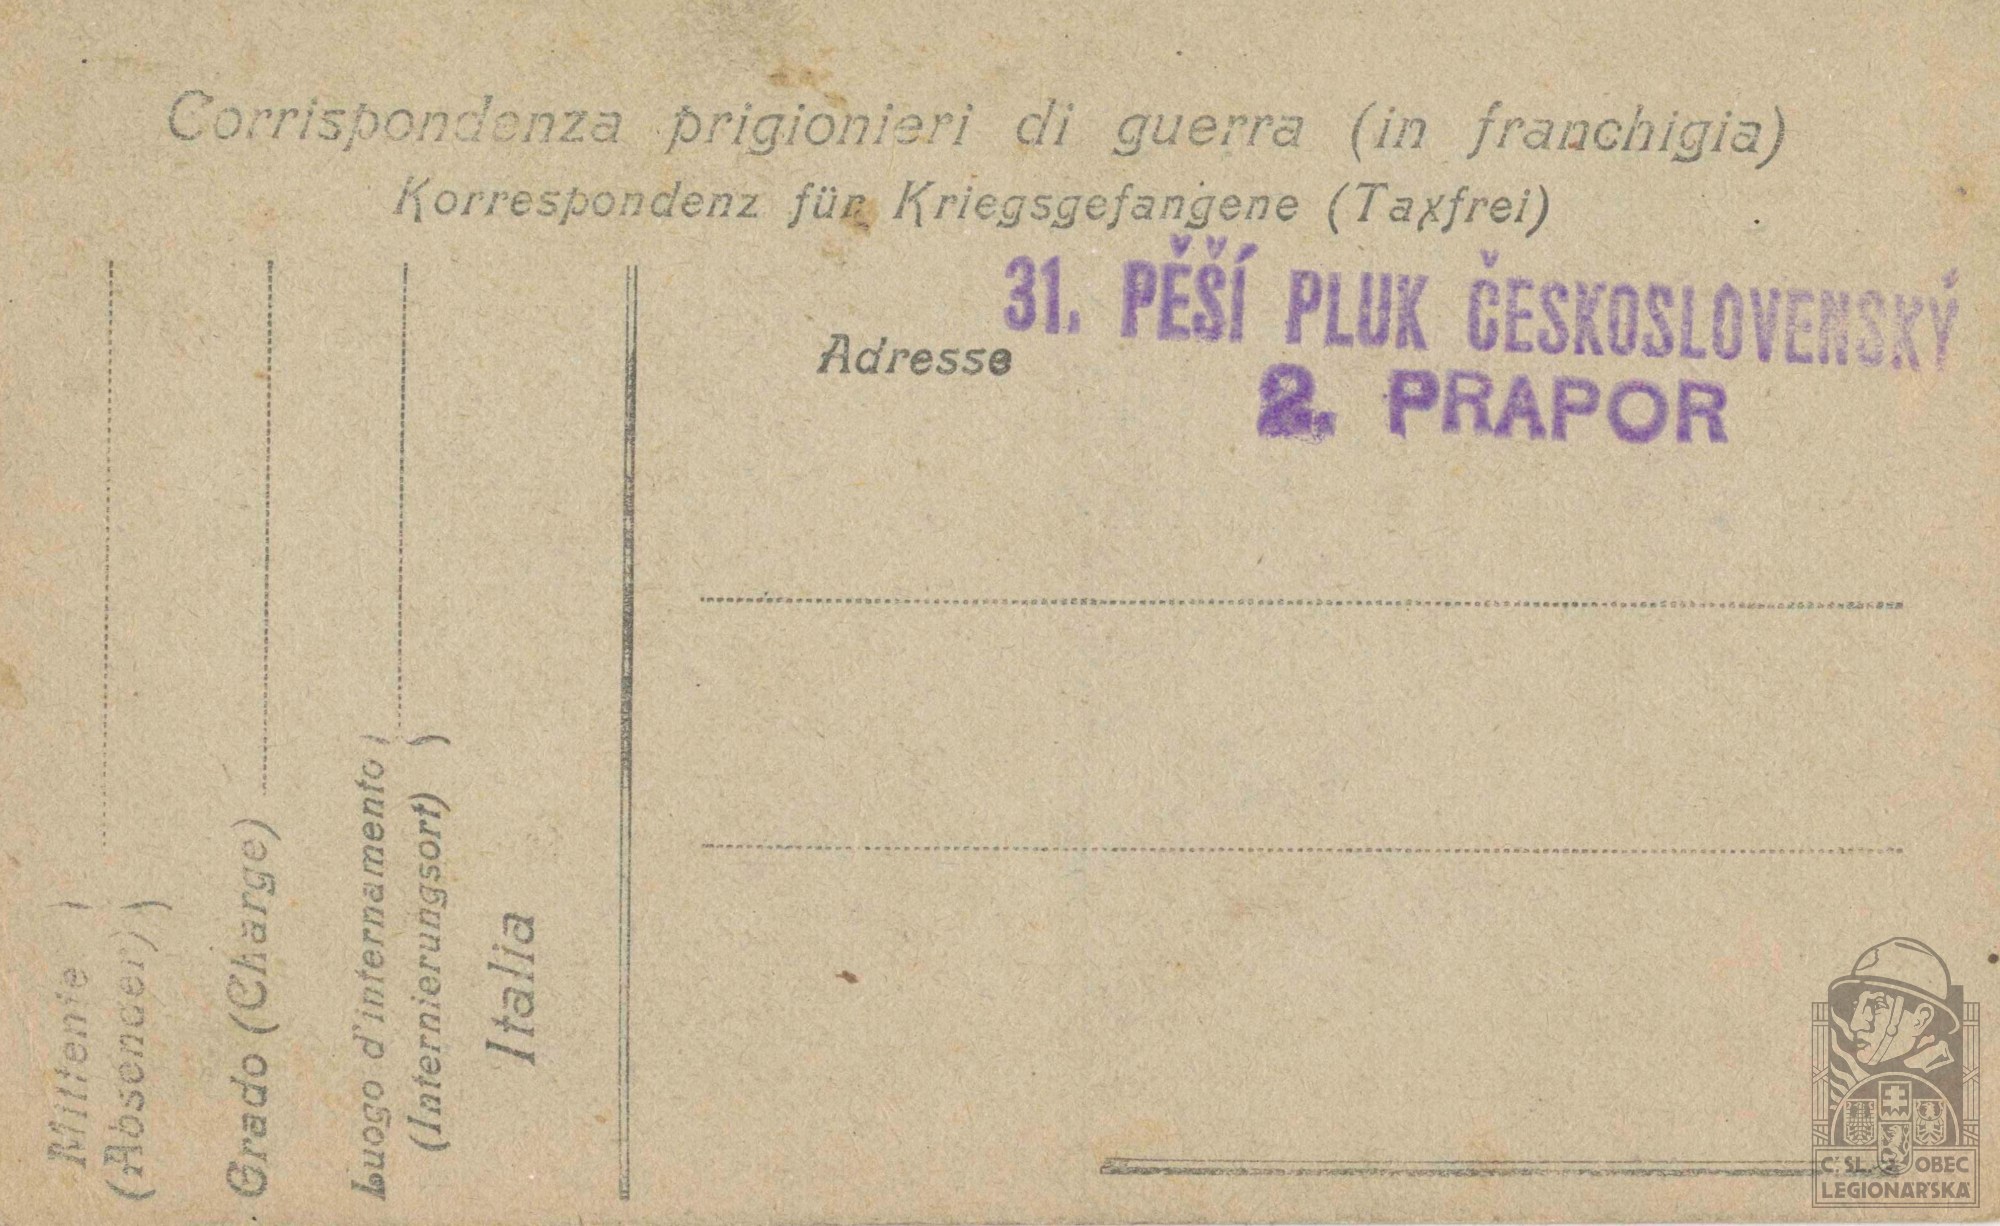 Corrispondenza prigionieri di guerra (in franchigia)
Korrespondenz für Kriegsgefangene (Taxfrei)
31. PĚŠÍ PLUK ČESKOSLOVENSKÝ
2. PRAPOR
Adresse
Mittente
(Absender)
Grado (Charge)
Luogo d'internamento
(Internierungsort)
Italia
Č. SL. OBEC
LEGIONÁŘSKÁ